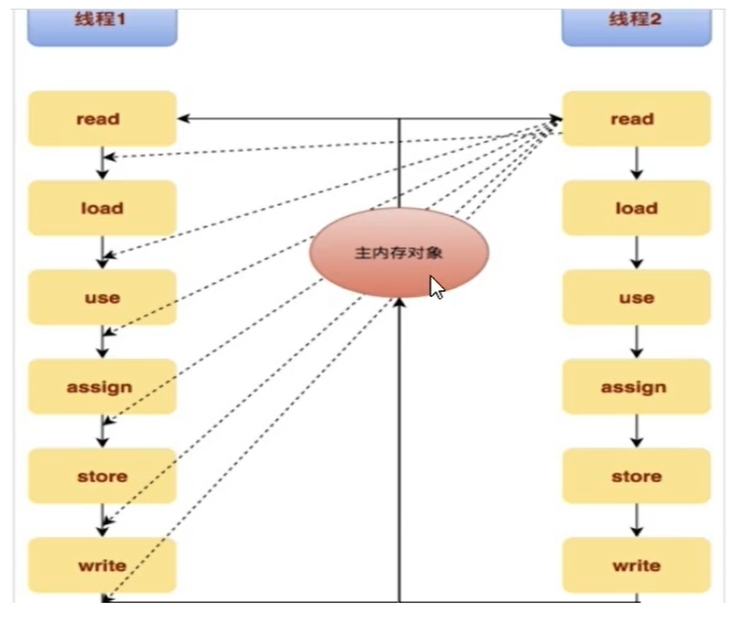 线程1 线程2
read read
load load
主内存对象
use use
assign assign
store store
write write